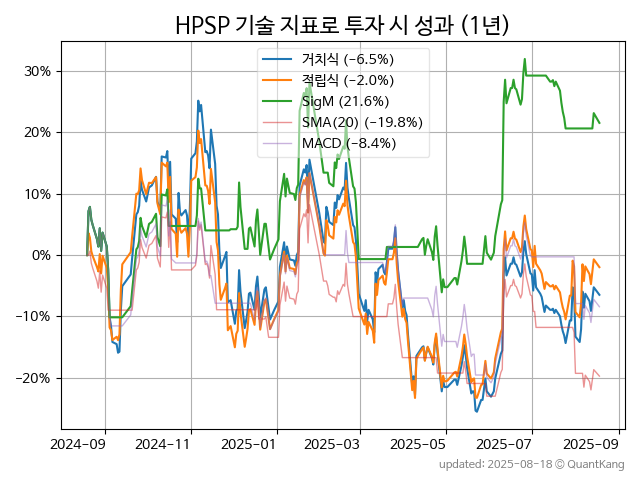 HPSP 기술 지표로 투자 시 성과 (1년)
거치식 (−6.5%)
적립식 (−2.0%)
SigM (21.6%)
SMA(20) (−19.8%)
MACD (−8.4%)
30%
20%
10%
0%
−10%
−20%
2024-09
2024-11
2025-01
2025-03
2025-05
2025-07
2025-09
updated: 2025-08-18 © QuantKang